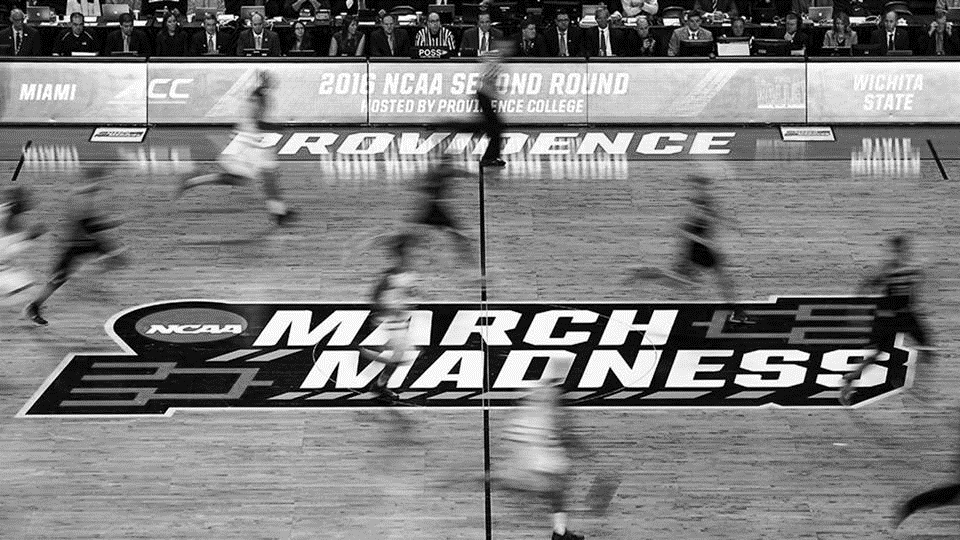 POSS
MIAMI
ACC
2016 NCAA SECOND ROUND
HOSTED BY PROVIDENCE COLLEGE
WICHITA
STATE
PROVIDENCE
NCAA
MARCH
MADNESS